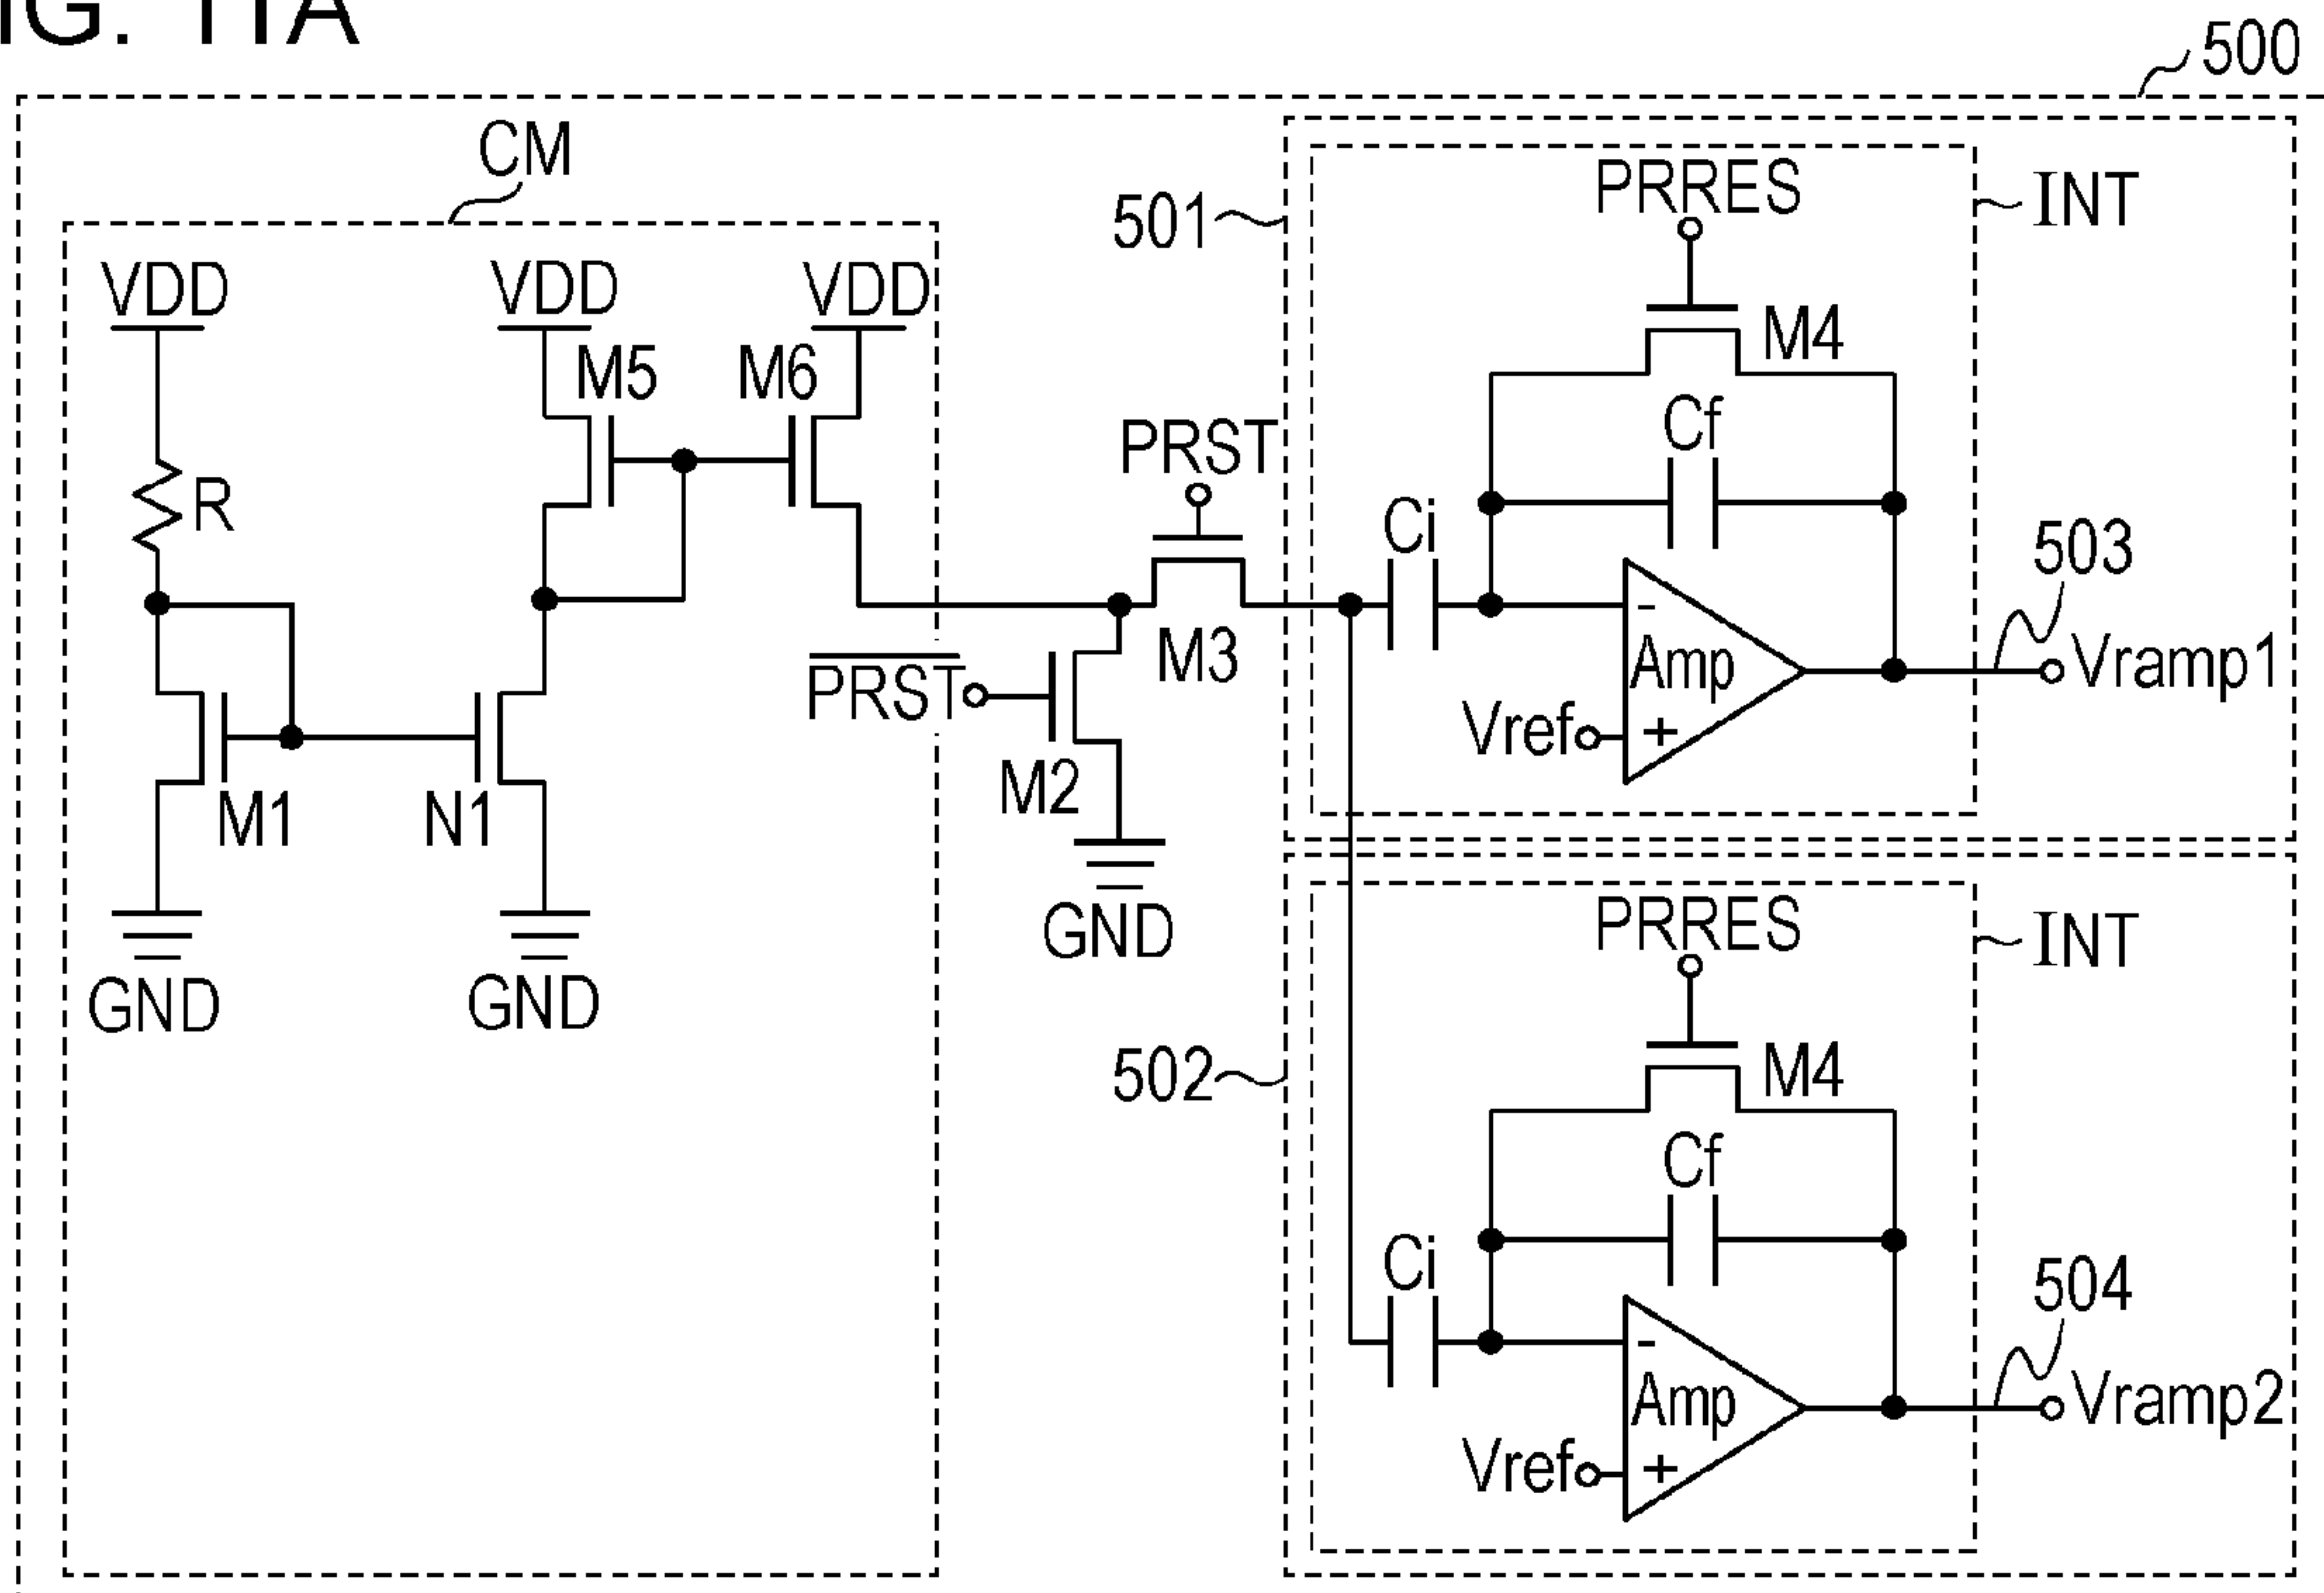 IG. 11A
500
CM
501
PRRES
INT
VDD
VDD
VDD
M5
M6
M4
PRST
Cf
R
Ci
503
M3
-
Amp
Vramp1
PRST
Vref
+
M2
M1
N1
GND
PRRES
INT
GND
GND
502
M4
Cf
Ci
504
-
Amp
Vramp2
Vref
+